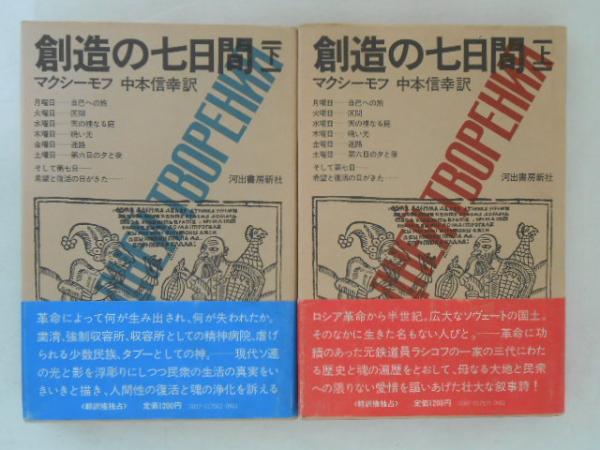 創造の七日間 下
マクシーモフ 中本信幸訳
月曜日──自己への旅
火曜日──区間
水曜日──実の裸なる庭
木曜日──暁い光
金曜日──迷路
土曜日──第六日の夕と夜
そして第七日──
希望と復活の日がきた……
河出書房新社
ТВОРЕНИЯ
革命によって何が生み出され、何が失われたか。
粛清、強制収容所、収容所としての精神病院、虐げ
られる少数民族、タブーとしての神。──現代ソ連
の光と影を浮彫りにしつつ民衆の生活の真実をい
きいきと描き、人間性の復活と魂の浄化を訴える
〈翻訳権独占〉 定価1200円
創造の七日間 上
マクシーモフ 中本信幸訳
月曜日──自己への旅
火曜日──区間
水曜日──実の裸なる庭
木曜日──暁い光
金曜日──迷路
土曜日──第六日の夕と夜
そして第七日──
希望と復活の日がきた……
河出書房新社
ТВОРЕНИЯ
ロシア革命から半世紀。広大なソヴェートの国土。
そのなかに生きた名もない人びと。──革命に功
績のあった元鉄道員ラシコフの一家の三代にわた
る歴史と魂の遍歴をとおして、母なる大地と民衆
への限りない愛情を謳いあげた壮大な叙事詩！
〈翻訳権独占〉 定価1200円